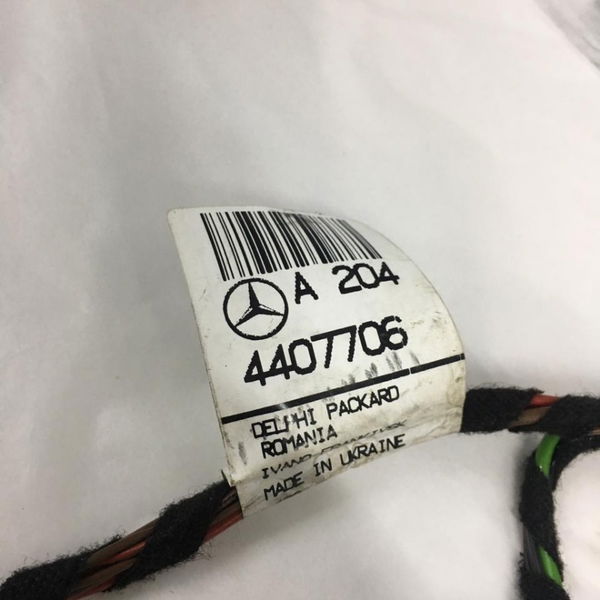 A 204
4407706
DELPHI PACKARD
ROMANIA
MADE IN UKRAINE